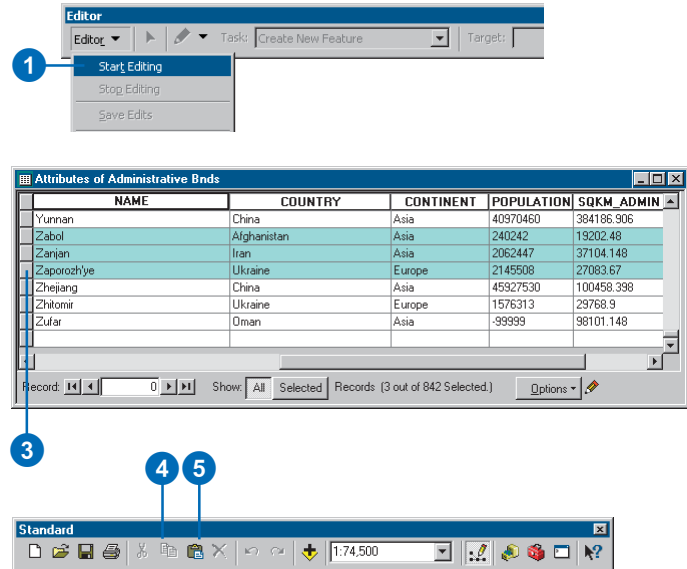 Editor
Editor Task: Create New Feature Target:
1
Start Editing
Stop Editing
Save Edits
Attributes of Administrative Bnds
NAME COUNTRY CONTINENT POPULATION SQKM_ADMIN
Yunnan China Asia 40970460 384186.906
Zabol Afghanistan Asia 240242 19202.48
Zanjan Iran Asia 2062447 37104.148
Zaporozh'ye Ukraine Europe 2145508 27083.67
Zhejiang China Asia 45927530 100458.398
Zhitomir Ukraine Europe 1576313 29768.9
Zufar Oman Asia -99999 98101.148
Record: 0 Show: All Selected Records (3 out of 842 Selected.) Options
3
4 5
Standard
1:74,500